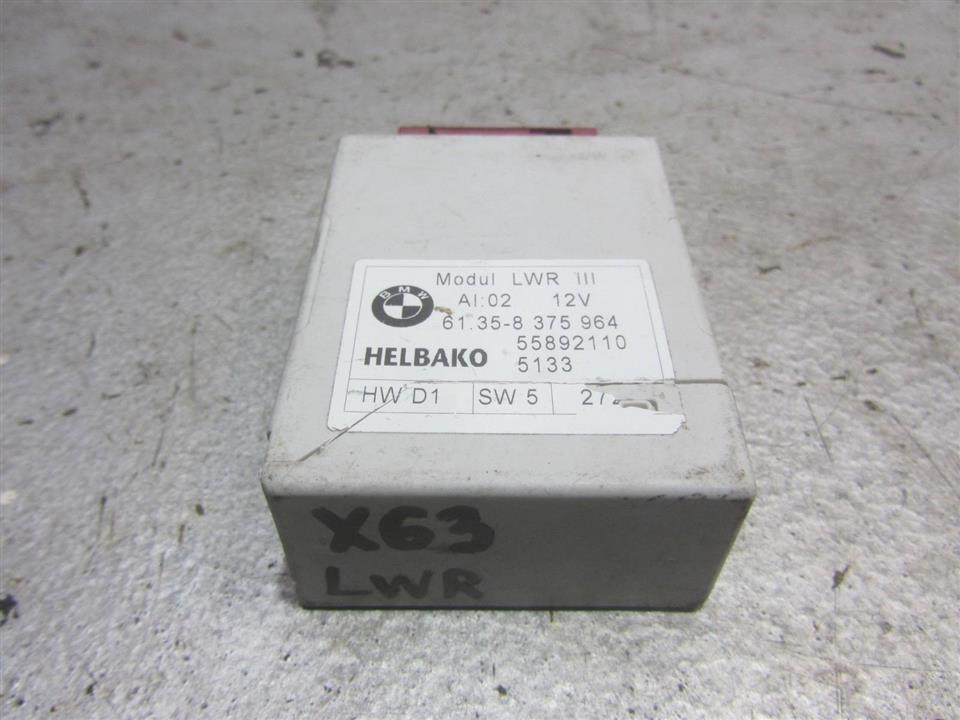 Modul LWR III
BMW
AI:02 12V
61.35-8 375 964
55892110
HELBAKO 5133
HW D1 SW 5
X63
LWR